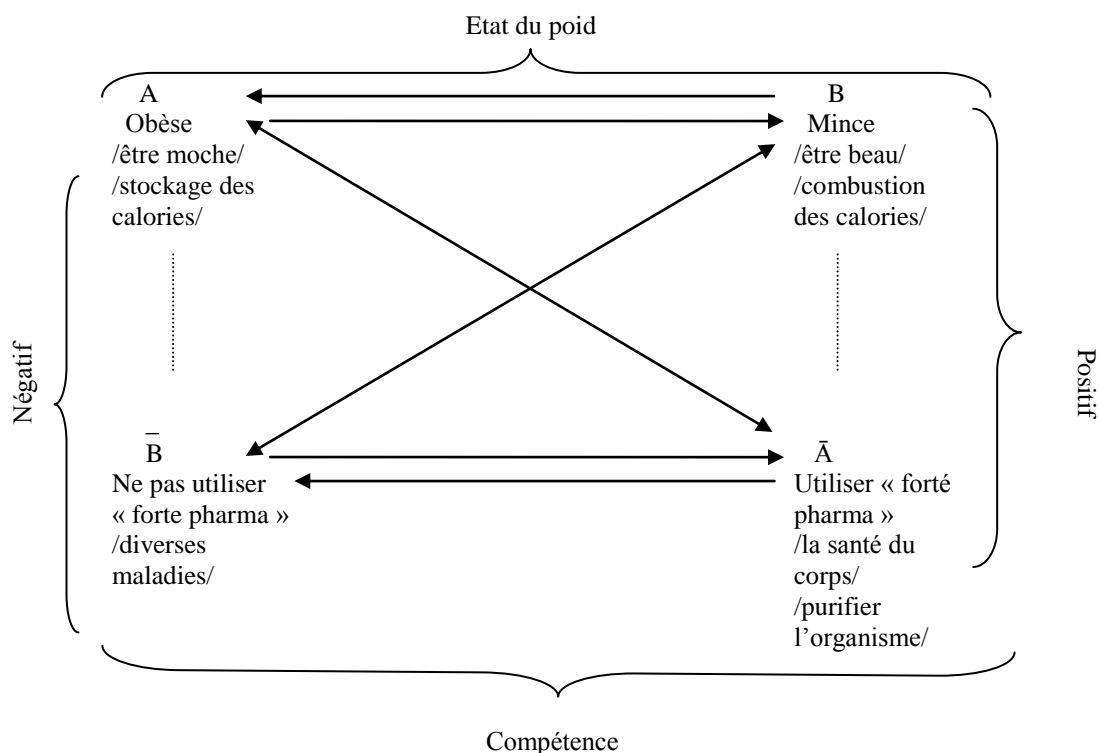 Etat du poid
A
Obèse
/être moche/
/stockage des
calories/
B
Mince
/être beau/
/combustion
des calories/
Négatif
Positif
B̅
Ne pas utiliser
« forte pharma »
/diverses
maladies/
Ā
Utiliser « forté
pharma »
/la santé du
corps/
/purifier
l’organisme/
Compétence